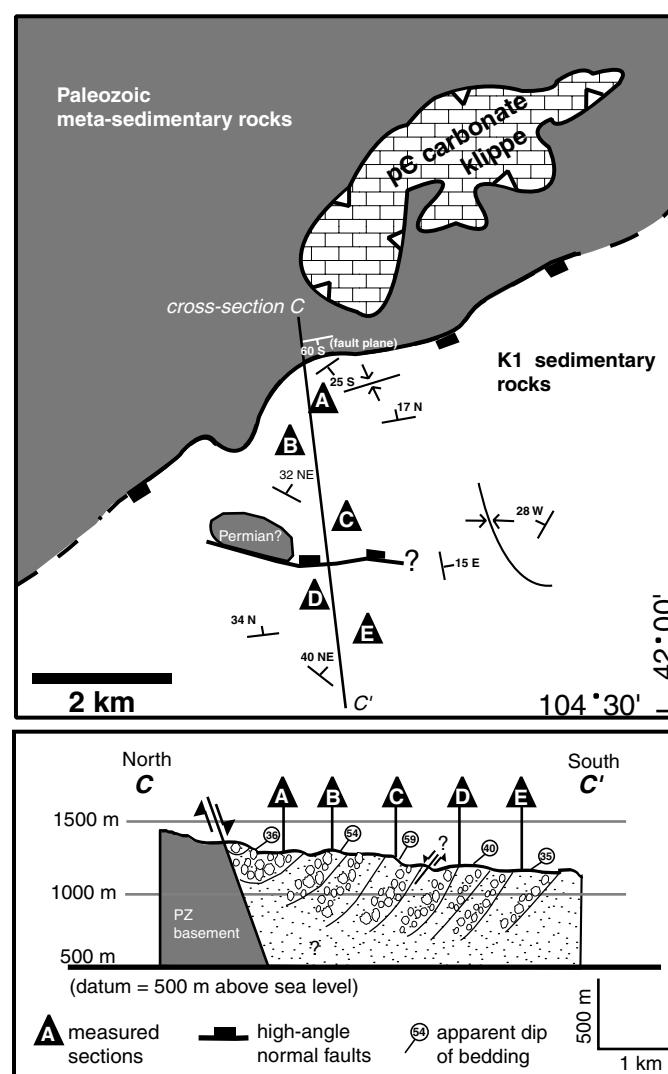 Paleozoic
meta-sedimentary rocks
pЄ carbonate
klippe
cross-section C
60 S (fault plane)
25 S
K1 sedimentary
rocks
A
17 N
B
32 NE
C
28 W
Permian?
?
15 E
D
34 N
E
40 NE
2 km
C'
104°30'
42°00'
North
C
South
C'
A
B
C
D
E
1500 m
36
54
59
?
40
35
1000 m
PZ
basement
?
500 m
(datum = 500 m above sea level)
A measured
sections
high-angle
normal faults
54 apparent dip
of bedding
500 m
1 km